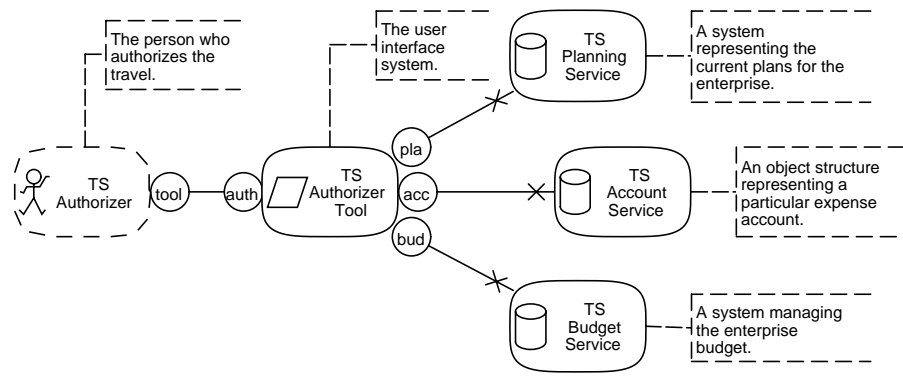 The person who
authorizes the
travel.
The user
interface
system.
TS
Planning
Service
A system
representing the
current plans for the
enterprise.
TS
Authorizer
tool
auth
TS
Authorizer
Tool
pla
acc
bud
TS
Account
Service
An object structure
representing a
particular expense
account.
TS
Budget
Service
A system managing
the enterprise
budget.